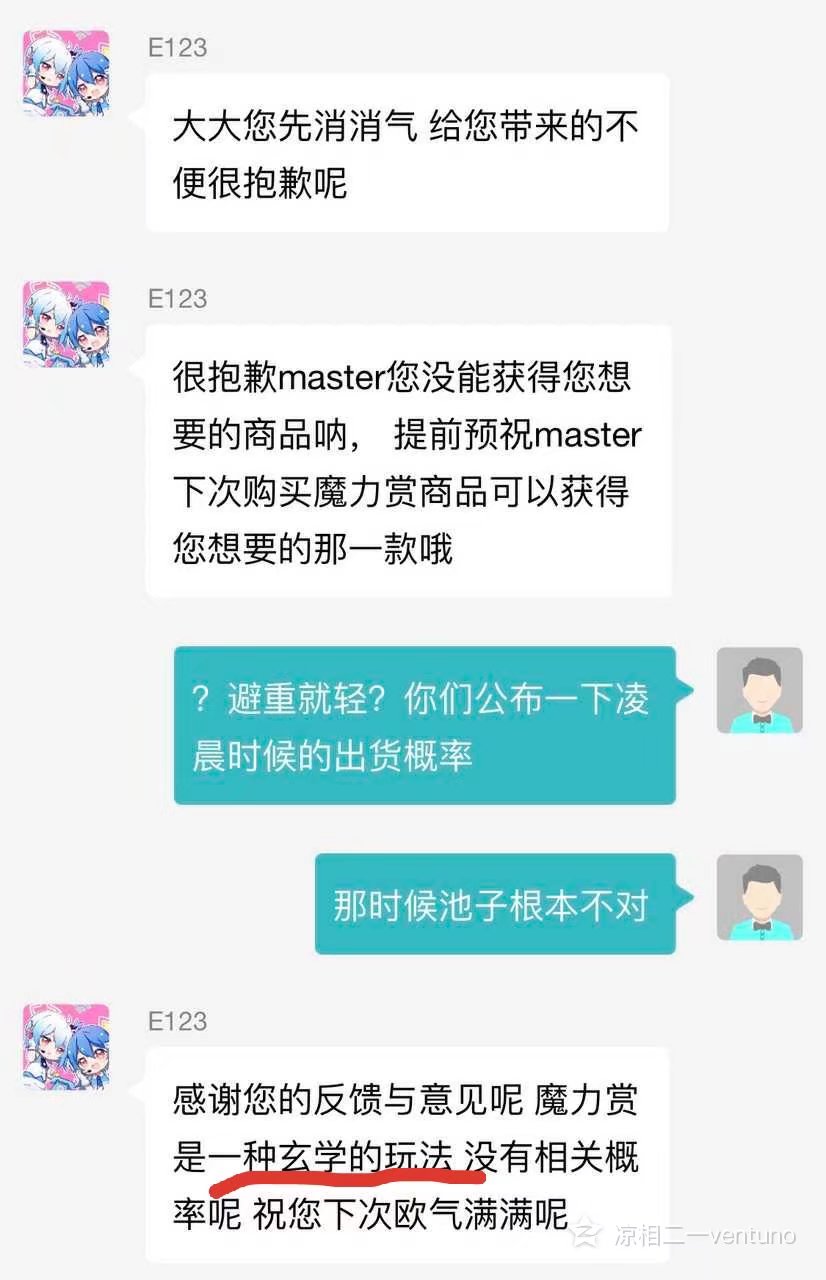 E123
大大您先消消气 给您带来的不
便很抱歉呢
E123
很抱歉master您没能获得您想
要的商品呐， 提前预祝master
下次购买魔力赏商品可以获得
您想要的那一款哦
？避重就轻？你们公布一下凌
晨时候的出货概率
那时候池子根本不对
E123
感谢您的反馈与意见呢 魔力赏
是一种玄学的玩法 没有相关概
率呢 祝您下次欧气满满呢
凉相二一ventuno